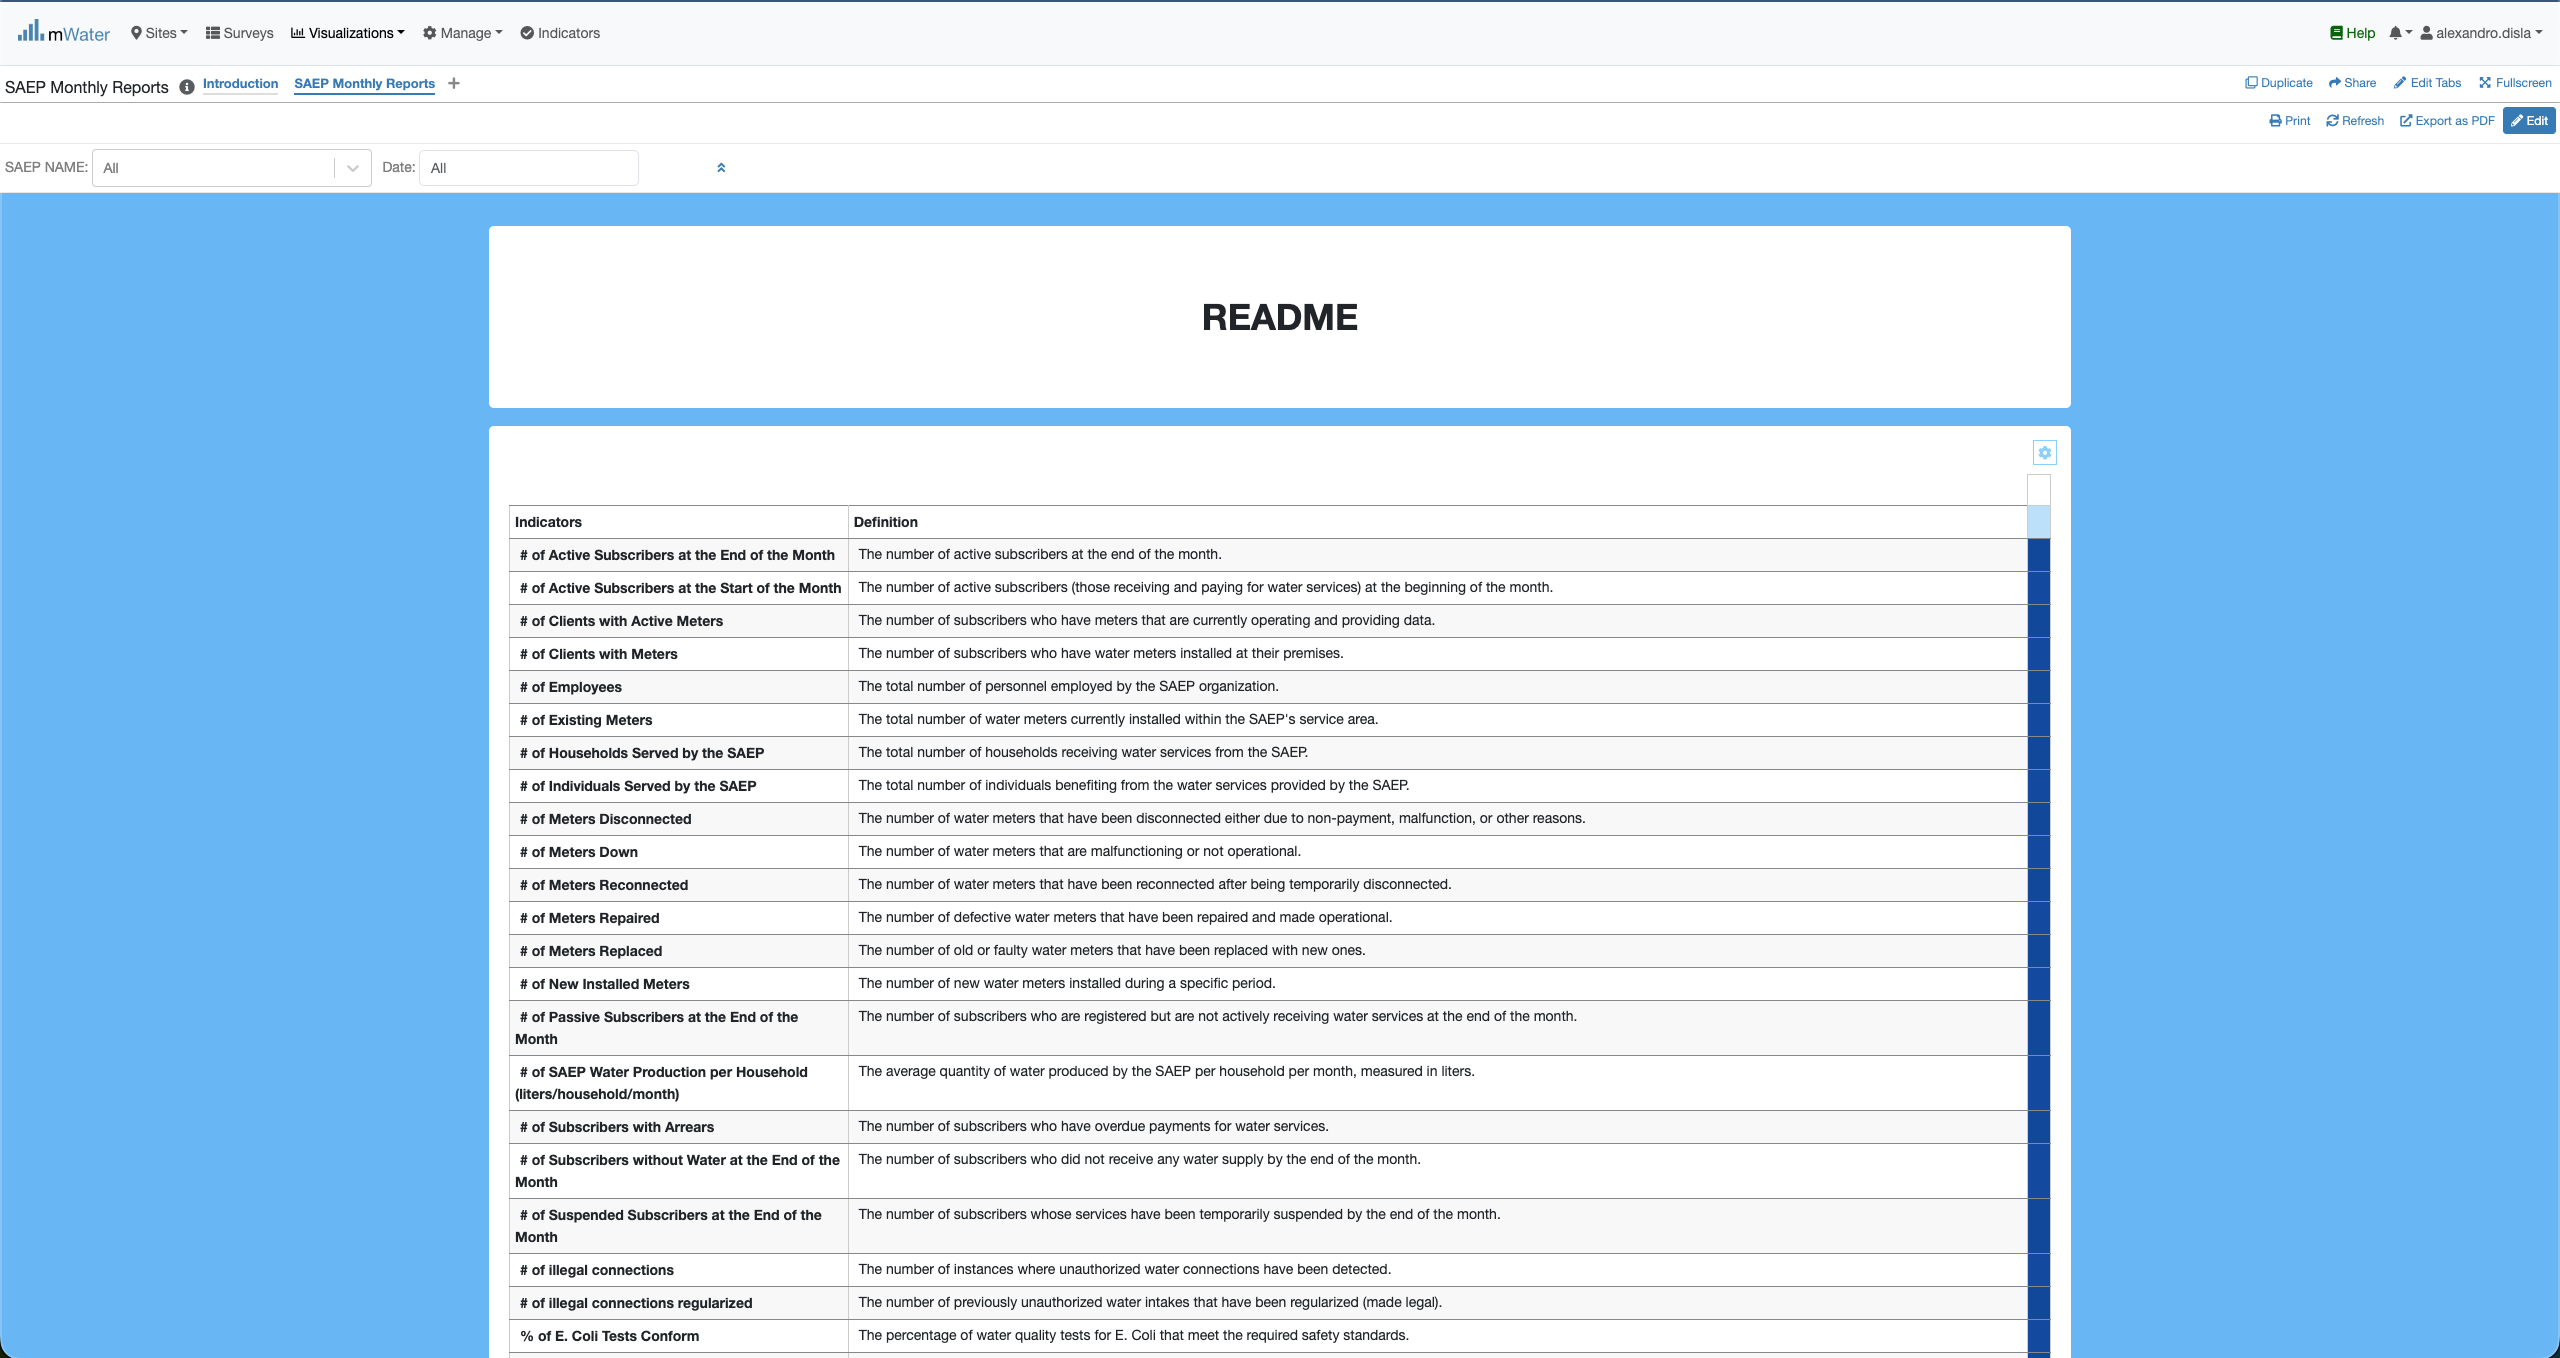 mWater Sites Surveys Visualizations Manage Indicators Help alexandro.disla
SAEP Monthly Reports Introduction SAEP Monthly Reports + Duplicate Share Edit Tabs Fullscreen
Print Refresh Export as PDF Edit
SAEP NAME: All Date: All
README
Indicators Definition
# of Active Subscribers at the End of the Month The number of active subscribers at the end of the month.
# of Active Subscribers at the Start of the Month The number of active subscribers (those receiving and paying for water services) at the beginning of the month.
# of Clients with Active Meters The number of subscribers who have meters that are currently operating and providing data.
# of Clients with Meters The number of subscribers who have water meters installed at their premises.
# of Employees The total number of personnel employed by the SAEP organization.
# of Existing Meters The total number of water meters currently installed within the SAEP's service area.
# of Households Served by the SAEP The total number of households receiving water services from the SAEP.
# of Individuals Served by the SAEP The total number of individuals benefiting from the water services provided by the SAEP.
# of Meters Disconnected The number of water meters that have been disconnected either due to non-payment, malfunction, or other reasons.
# of Meters Down The number of water meters that are malfunctioning or not operational.
# of Meters Reconnected The number of water meters that have been reconnected after being temporarily disconnected.
# of Meters Repaired The number of defective water meters that have been repaired and made operational.
# of Meters Replaced The number of old or faulty water meters that have been replaced with new ones.
# of New Installed Meters The number of new water meters installed during a specific period.
# of Passive Subscribers at the End of the The number of subscribers who are registered but are not actively receiving water services at the end of the month.
Month
# of SAEP Water Production per Household The average quantity of water produced by the SAEP per household per month, measured in liters.
(liters/household/month)
# of Subscribers with Arrears The number of subscribers who have overdue payments for water services.
# of Subscribers without Water at the End of the The number of subscribers who did not receive any water supply by the end of the month.
Month
# of Suspended Subscribers at the End of the The number of subscribers whose services have been temporarily suspended by the end of the month.
Month
# of illegal connections The number of instances where unauthorized water connections have been detected.
# of illegal connections regularized The number of previously unauthorized water intakes that have been regularized (made legal).
% of E. Coli Tests Conform The percentage of water quality tests for E. Coli that meet the required safety standards.